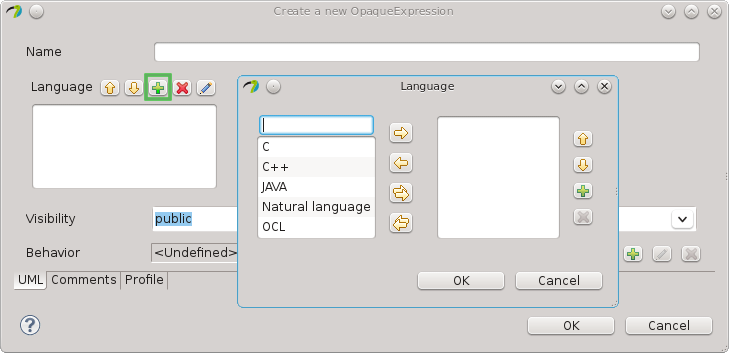 Create a new OpaqueExpression
Name
Language
Language
C
C++
JAVA
Natural language
OCL
Visibility
public
Behavior
<Undefined>
OK
Cancel
UML
Comments
Profile
OK
Cancel